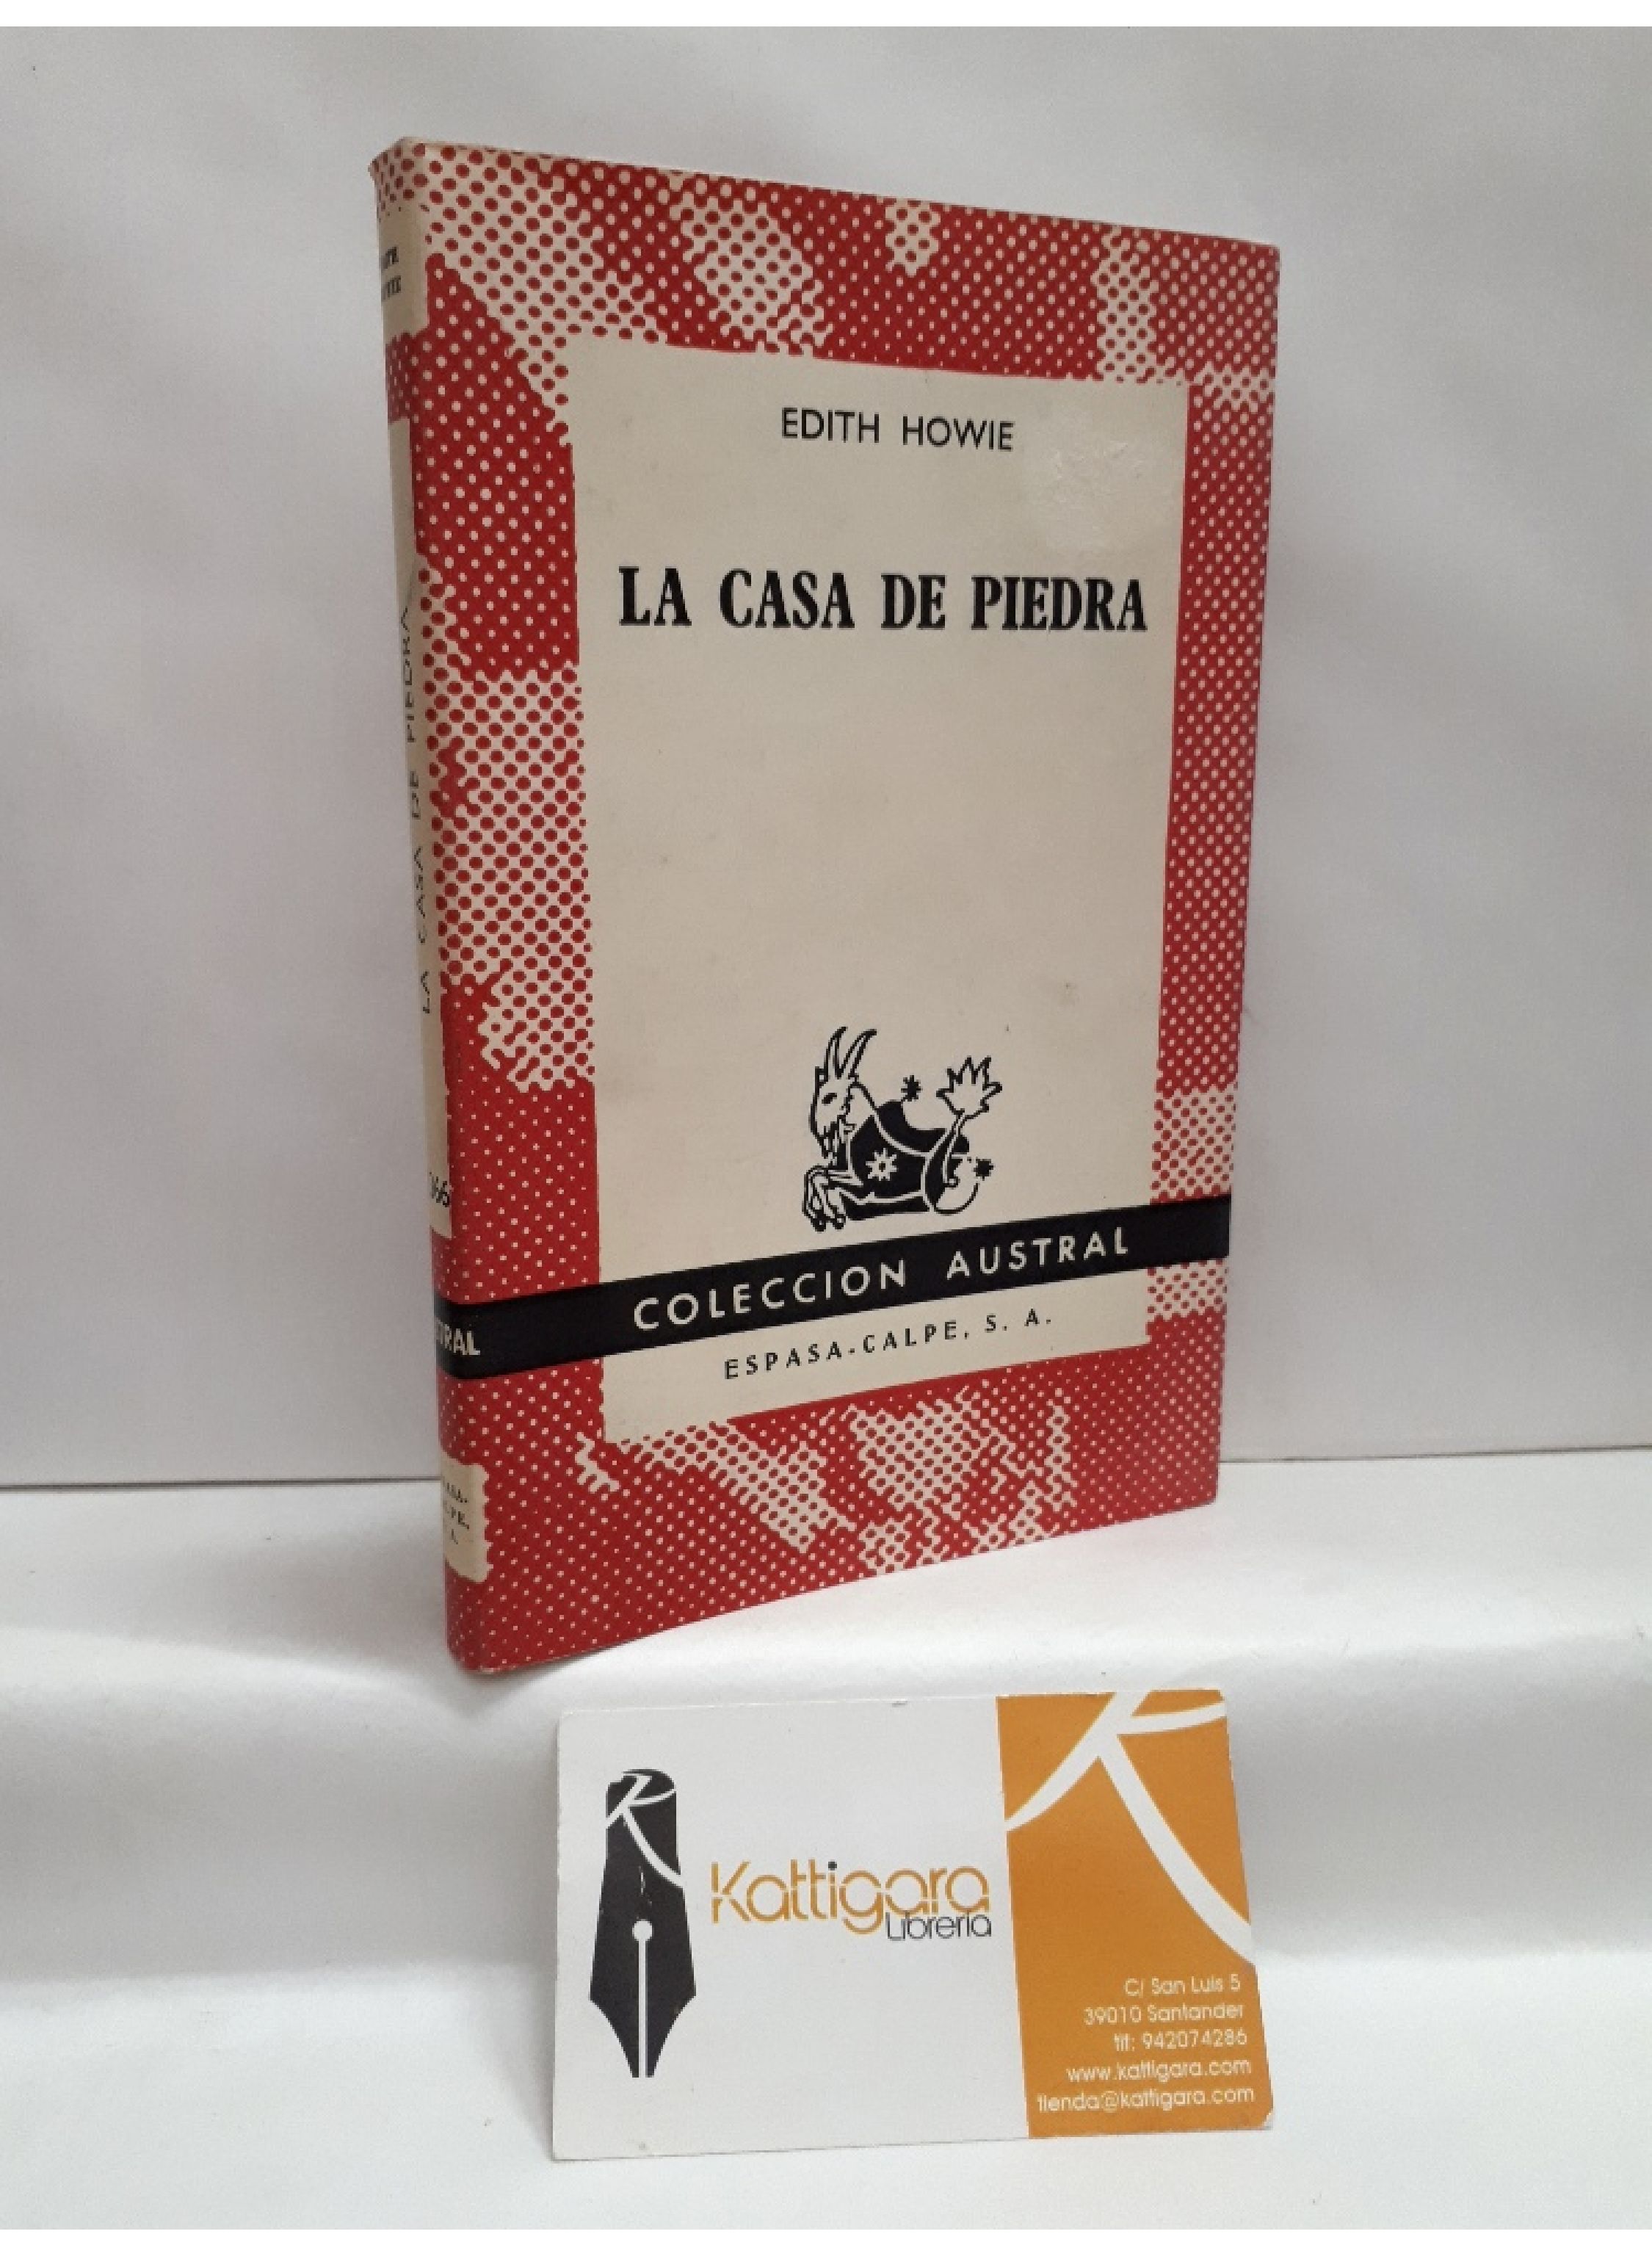 EDITH HOWIE
LA CASA DE PIEDRA
COLECCION AUSTRAL
ESPASA-CALPE, S. A.
LA CASA DE PIEDRA
Kattigara
Librería
C/ San Luis 5
39010 Santander
tlf: 942074286
www.kattigara.com
tienda@kattigara.com